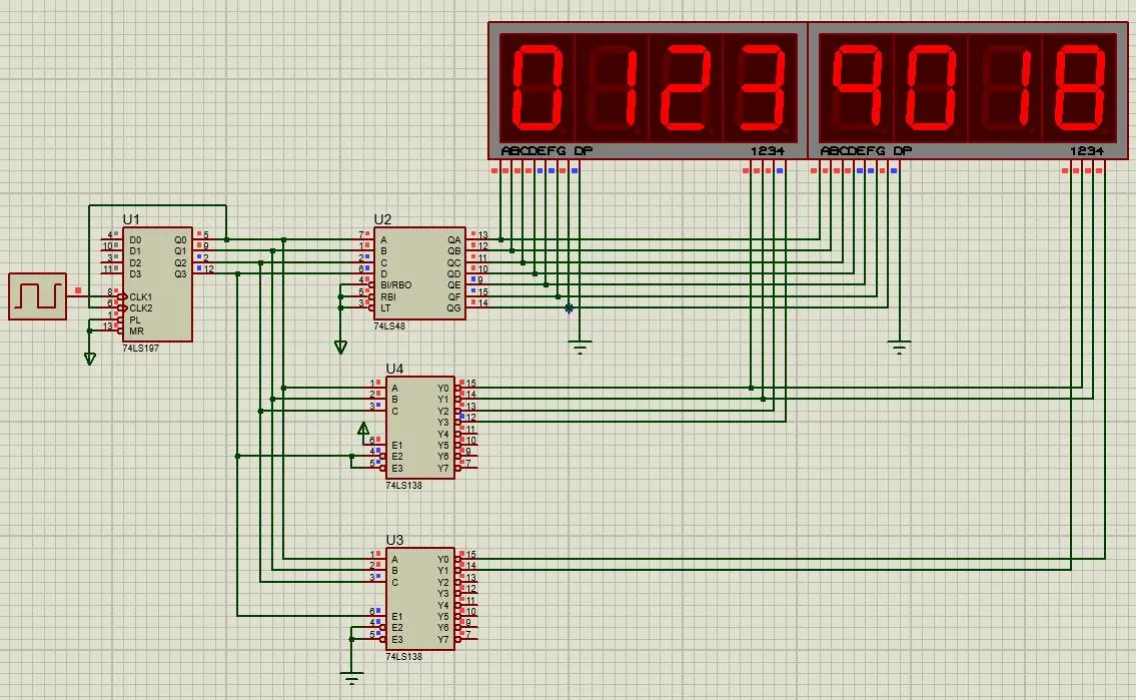 0123 9018
ABCDEFG DP 1234 ABCDEFG DP 1234
U1
4 D0 Q0 5
10 D1 Q1 9
3 D2 Q2 2
11 D3 Q3 12
8 CLK1
6 CLK2
1 PL
13 MR
74LS197
U2
7 A QA 13
1 B QB 12
2 C QC 11
6 D QD 10
4 BI/RBO QE 9
5 RBI QF 15
3 LT QG 14
74LS48
U4
1 A Y0 15
2 B Y1 14
3 C Y2 13
Y3 12
Y4 11
6 E1 Y5 10
4 E2 Y6 9
5 E3 Y7 7
74LS138
U3
1 A Y0 15
2 B Y1 14
3 C Y2 13
Y3 12
Y4 11
6 E1 Y5 10
4 E2 Y6 9
5 E3 Y7 7
74LS138